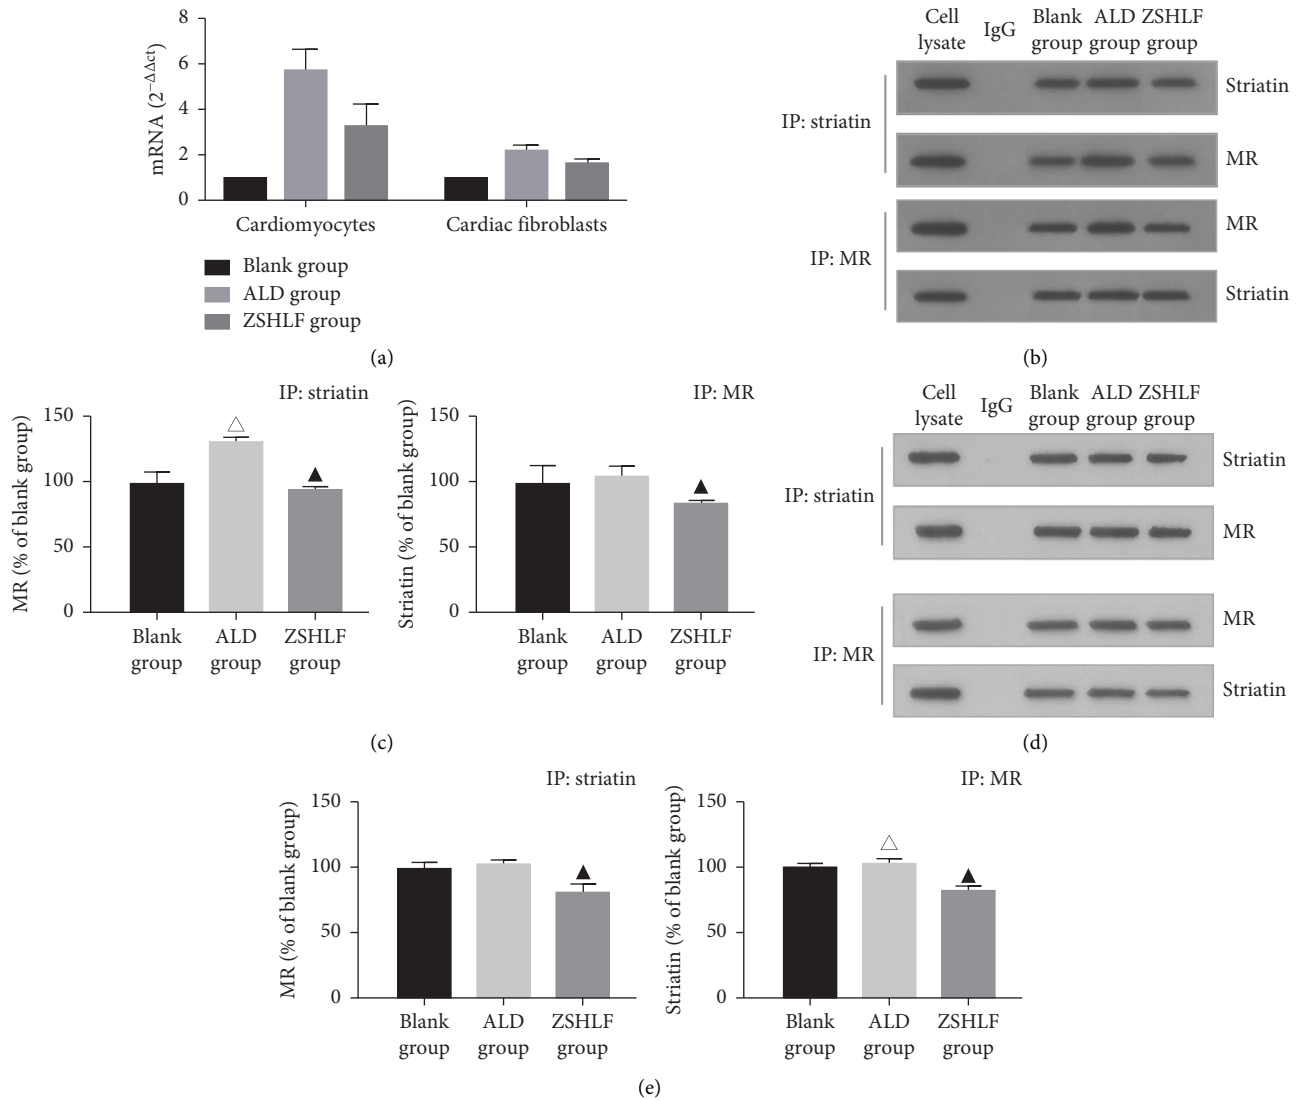 8
6
4
2
0
mRNA (2−ΔΔct)
Cardiomyocytes
Cardiac fibroblasts
Blank group
ALD group
ZSHLF group
(a)
Cell lysate
IgG
Blank group
ALD group
ZSHLF group
IP: striatin
Striatin
MR
IP: MR
MR
Striatin
(b)
IP: striatin
150
100
50
0
MR (% of blank group)
Blank group
ALD group
ZSHLF group
IP: MR
150
100
50
0
Striatin (% of blank group)
Blank group
ALD group
ZSHLF group
(c)
Cell lysate
IgG
Blank group
ALD group
ZSHLF group
IP: striatin
Striatin
MR
IP: MR
MR
Striatin
(d)
IP: striatin
150
100
50
0
MR (% of blank group)
Blank group
ALD group
ZSHLF group
IP: MR
150
100
50
0
Striatin (% of blank group)
Blank group
ALD group
ZSHLF group
(e)